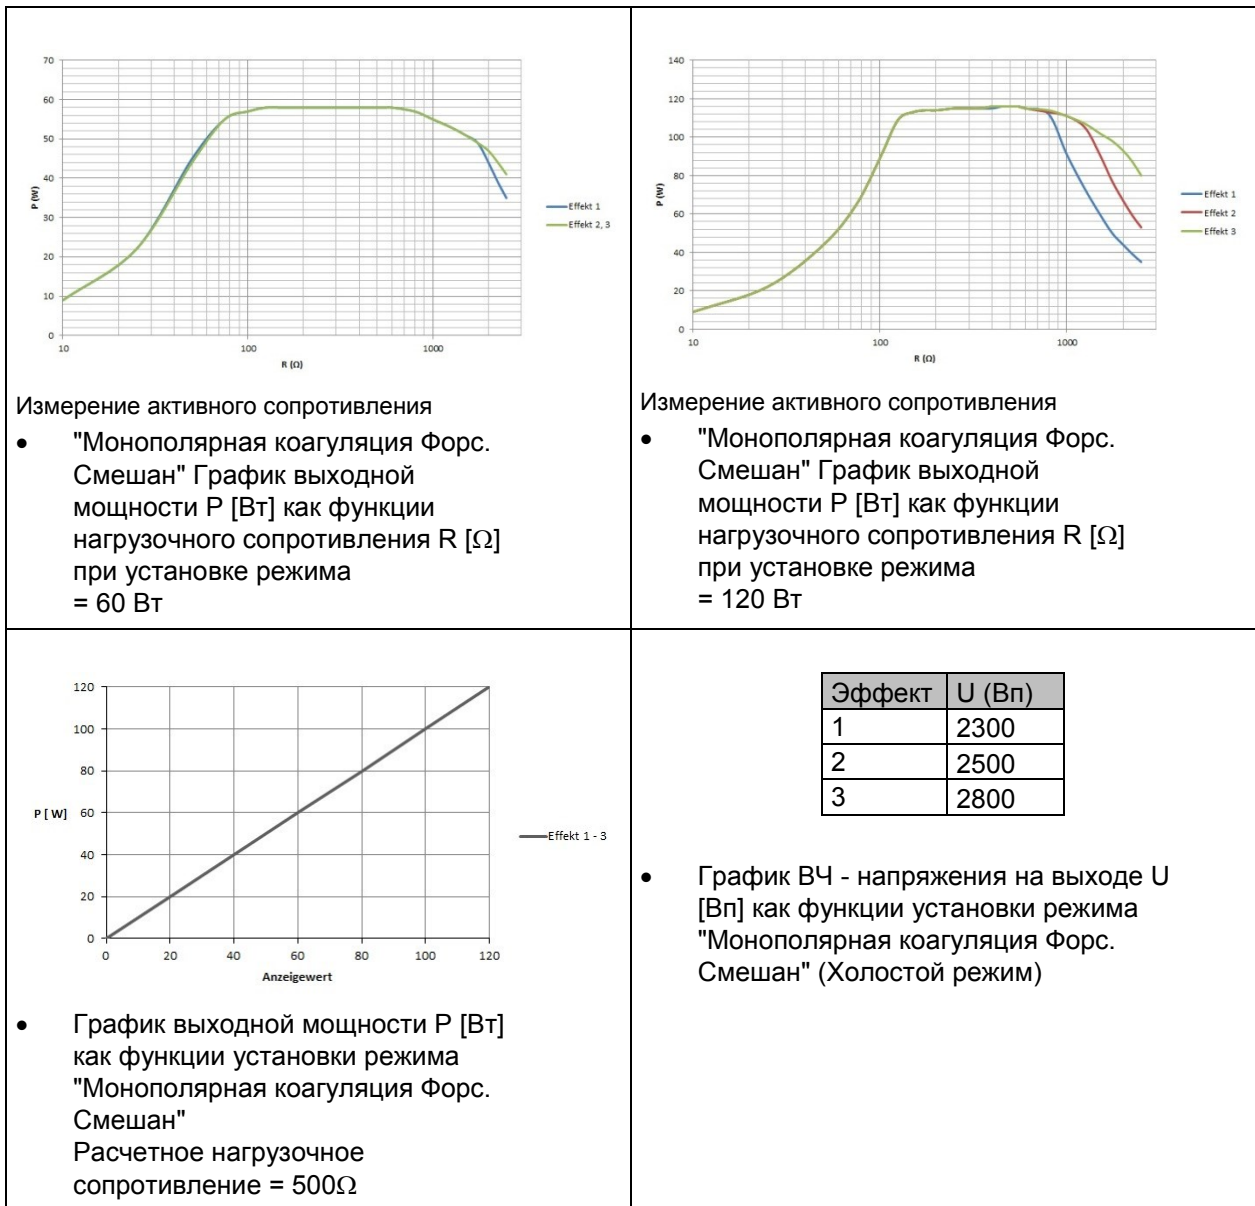 70
60
50
40
30
20
10
0
P (W)
10
100
1000
R (Ω)
Effekt 1
Effekt 2, 3
Измерение активного сопротивления
• "Монополярная коагуляция Форс.
Смешан" График выходной
мощности P [Вт] как функции
нагрузочного сопротивления R [Ω]
при установке режима
= 60 Вт
140
120
100
80
60
40
20
0
P (W)
10
100
1000
R (Ω)
Effekt 1
Effekt 2
Effekt 3
Измерение активного сопротивления
• "Монополярная коагуляция Форс.
Смешан" График выходной
мощности P [Вт] как функции
нагрузочного сопротивления R [Ω]
при установке режима
= 120 Вт
120
100
80
P [ W] 60
40
20
0
0 20 40 60 80 100 120
Anzeigewert
Effekt 1 - 3
• График выходной мощности P [Вт]
как функции установки режима
"Монополярная коагуляция Форс.
Смешан"
Расчетное нагрузочное
сопротивление = 500Ω
Эффект U (Вп)
1 2300
2 2500
3 2800
• График ВЧ - напряжения на выходе U
[Вп] как функции установки режима
"Монополярная коагуляция Форс.
Смешан" (Холостой режим)